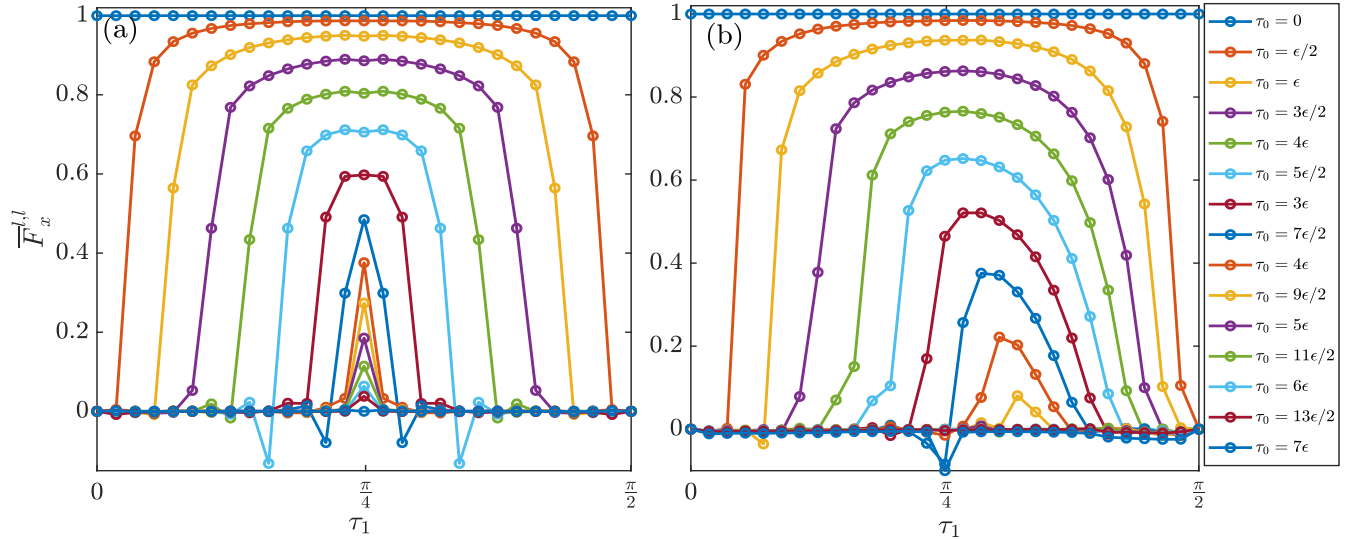 (a)
1
0.8
0.6
0.4
0.2
0
0
π/4
π/2
τ₁
F̿ₓˡ,ˡ
(b)
1
0.8
0.6
0.4
0.2
0
0
π/4
π/2
τ₁
τ₀ = 0
τ₀ = ϵ/2
τ₀ = ϵ
τ₀ = 3ϵ/2
τ₀ = 4ϵ
τ₀ = 5ϵ/2
τ₀ = 3ϵ
τ₀ = 7ϵ/2
τ₀ = 4ϵ
τ₀ = 9ϵ/2
τ₀ = 5ϵ
τ₀ = 11ϵ/2
τ₀ = 6ϵ
τ₀ = 13ϵ/2
τ₀ = 7ϵ